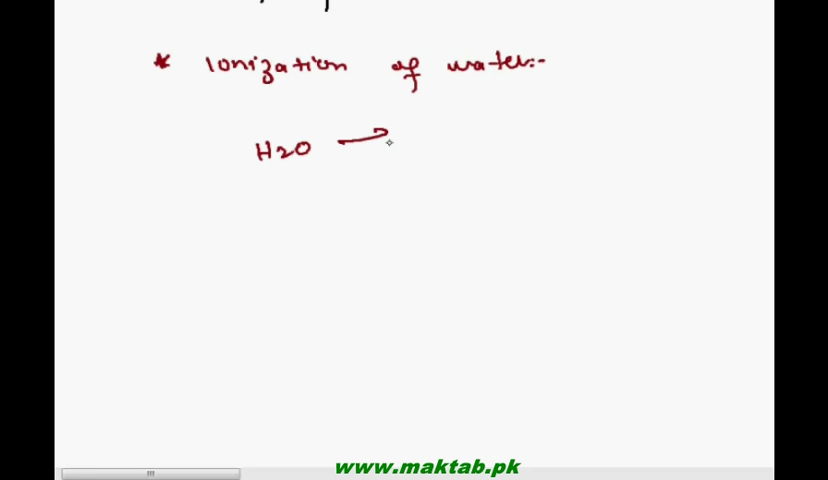 * Ionization of water:-
H2O →
www.maktab.pk